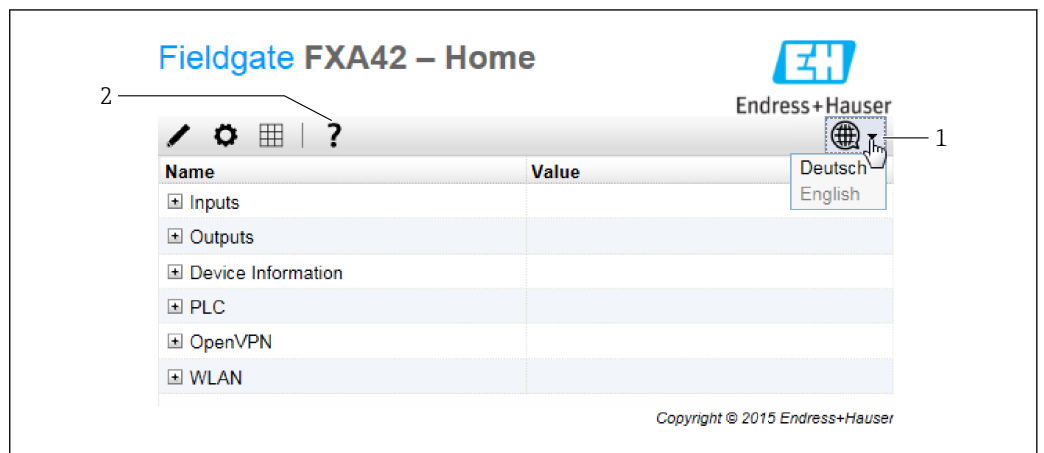 Fieldgate FXA42 – Home
EH
Endress+Hauser
2
?
1
Name Value
Deutsch
English
Inputs
Outputs
Device Information
PLC
OpenVPN
WLAN
Copyright © 2015 Endress+Hauser